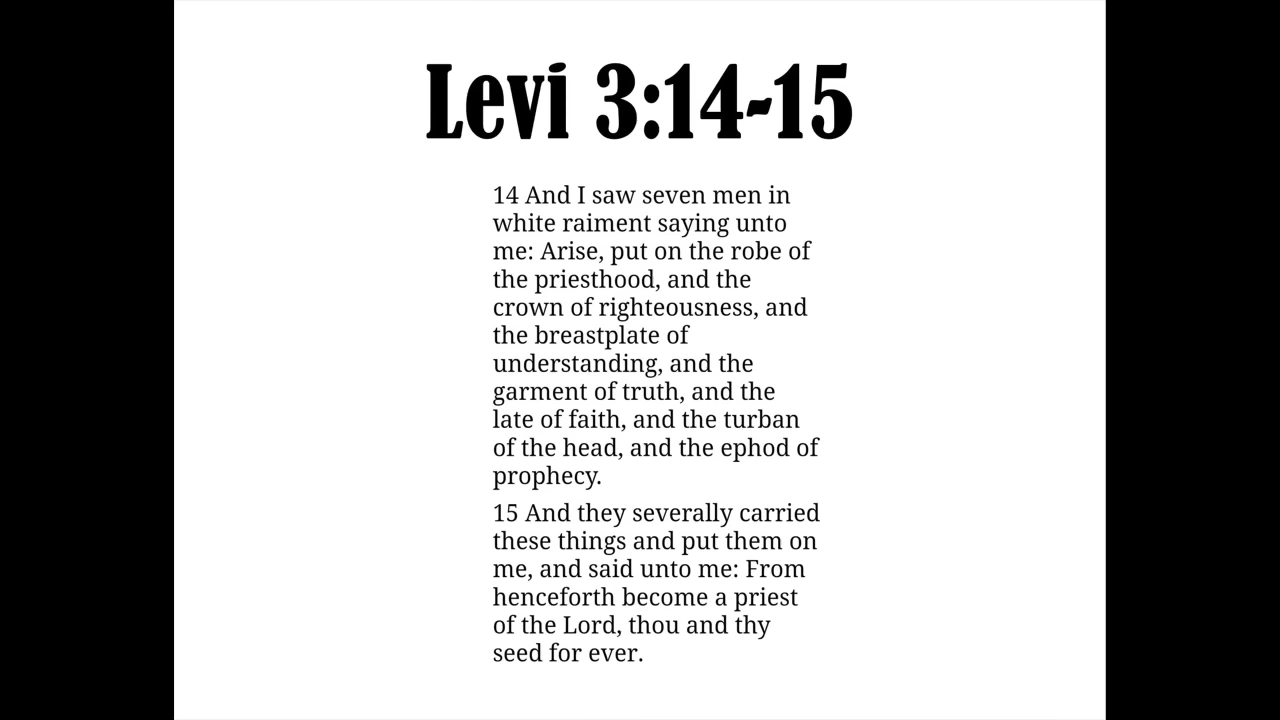 Levi 3:14-15
14 And I saw seven men in
white raiment saying unto
me: Arise, put on the robe of
the priesthood, and the
crown of righteousness, and
the breastplate of
understanding, and the
garment of truth, and the
late of faith, and the turban
of the head, and the ephod of
prophecy.
15 And they severally carried
these things and put them on
me, and said unto me: From
henceforth become a priest
of the Lord, thou and thy
seed for ever.